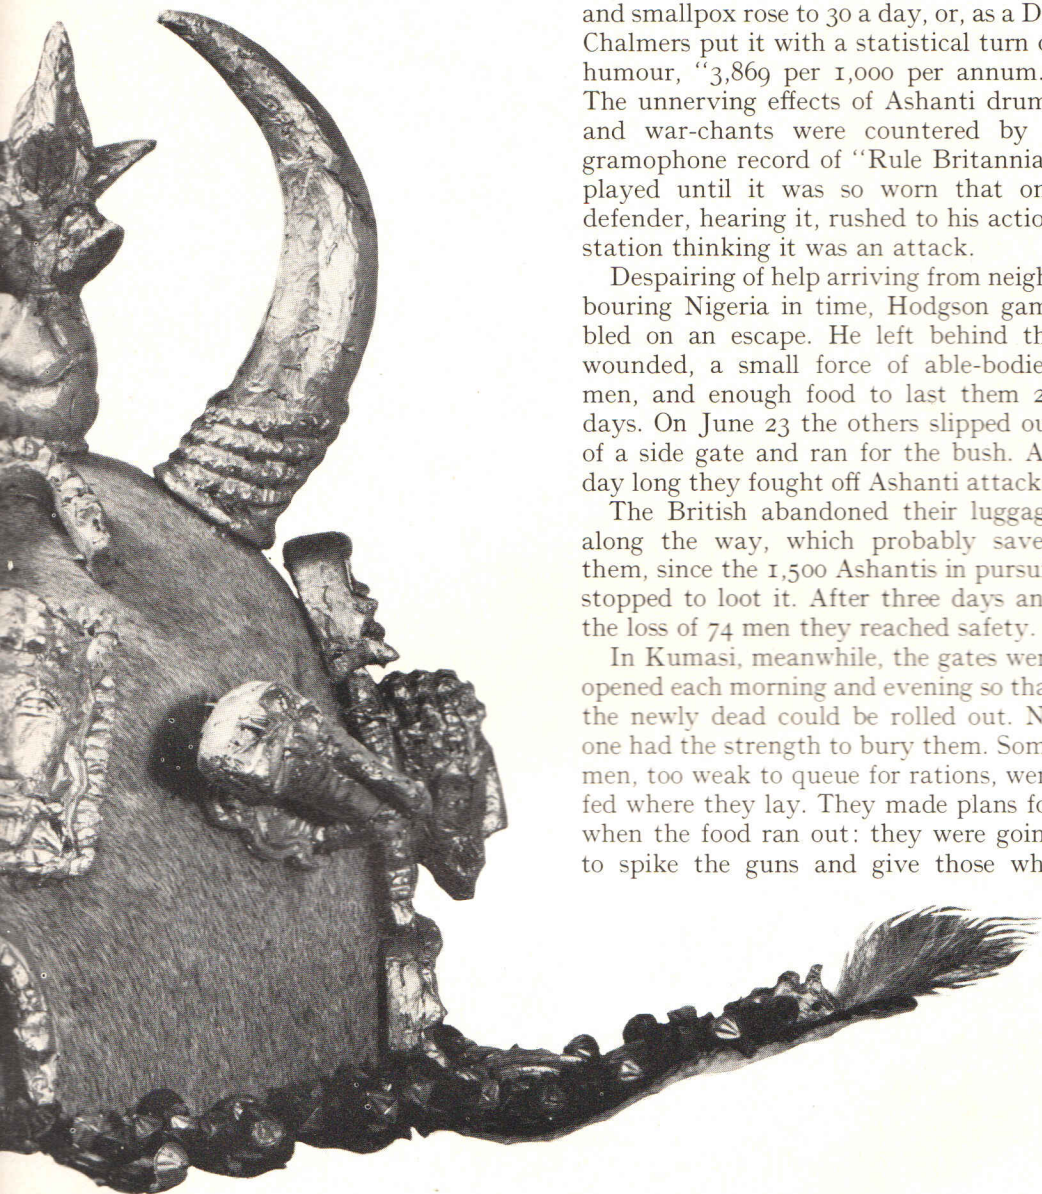 and smallpox rose to 30 a day, or, as a D
Chalmers put it with a statistical turn o
humour, “3,869 per 1,000 per annum.
The unnerving effects of Ashanti drum
and war-chants were countered by
gramophone record of “Rule Britannia
played until it was so worn that on
defender, hearing it, rushed to his actio
station thinking it was an attack.
Despairing of help arriving from neigh
bouring Nigeria in time, Hodgson gam
bled on an escape. He left behind th
wounded, a small force of able-bodie
men, and enough food to last them 2
days. On June 23 the others slipped ou
of a side gate and ran for the bush. A
day long they fought off Ashanti attack
The British abandoned their luggag
along the way, which probably save
them, since the 1,500 Ashantis in pursu
stopped to loot it. After three days an
the loss of 74 men they reached safety.
In Kumasi, meanwhile, the gates wer
opened each morning and evening so tha
the newly dead could be rolled out. N
one had the strength to bury them. Som
men, too weak to queue for rations, wer
fed where they lay. They made plans fo
when the food ran out: they were goin
to spike the guns and give those wh